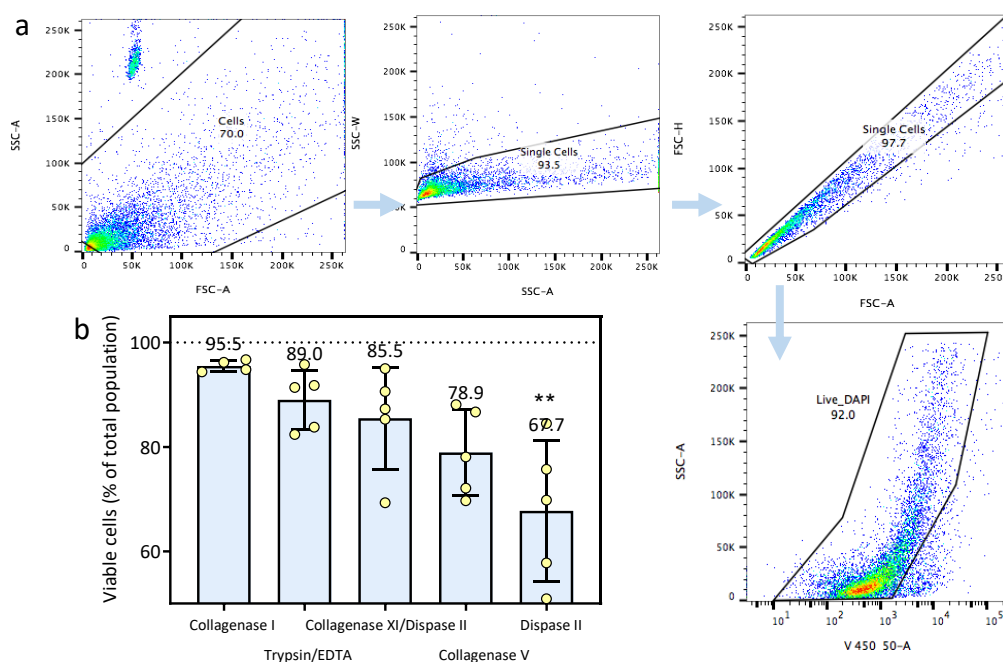 a
SSC-A
250K
200K
150K
100K
50K
0
Cells
70.0
0
50K
100K
150K
200K
250K
FSC-A
SSC-W
250K
200K
150K
100K
50K
0
Single Cells
93.5
0
50K
100K
150K
200K
250K
SSC-A
FSC-H
250K
200K
150K
100K
50K
0
Single Cells
97.7
0
50K
100K
150K
200K
250K
FSC-A
b
Viable cells (% of total population)
100
80
60
95.5
89.0
85.5
78.9
**
67.7
Collagenase I
Trypsin/EDTA
Collagenase XI/Dispase II
Collagenase V
Dispase II
SSC-A
250K
200K
150K
100K
50K
0
Live_DAPI
92.0
10¹
10²
10³
10⁴
10⁵
V 450 50-A